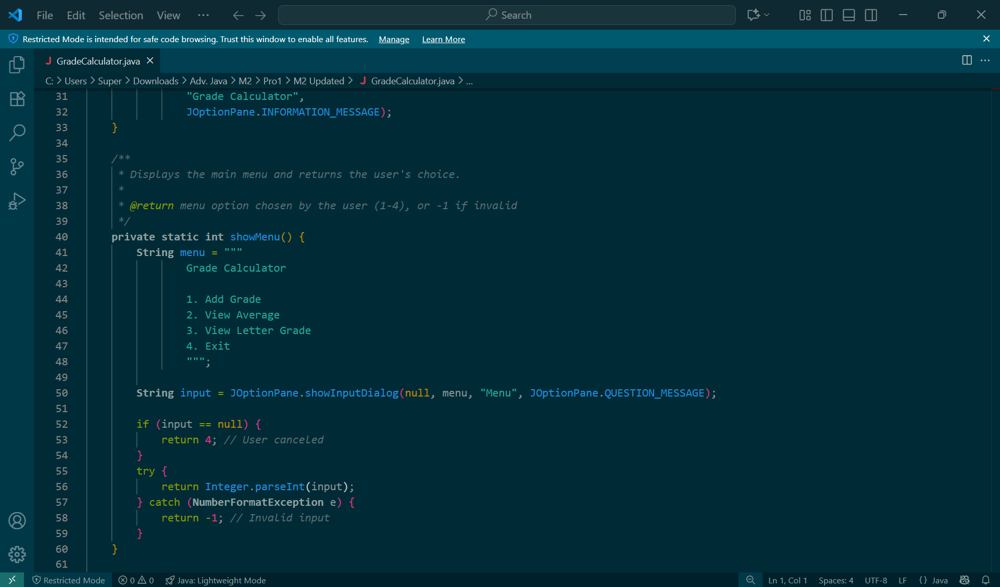 File Edit Selection View ... Search
Restricted Mode is intended for safe code browsing. Trust this window to enable all features. Manage Learn More
J GradeCalculator.java
C: > Users > Super > Downloads > Adv. Java > M2 > Pro1 > M2 Updated > J GradeCalculator.java > ...
31 "Grade Calculator",
32 JOptionPane.INFORMATION_MESSAGE);
33 }
34
35 /**
36 * Displays the main menu and returns the user's choice.
37 *
38 * @return menu option chosen by the user (1-4), or -1 if invalid
39 */
40 private static int showMenu() {
41 String menu = """
42 Grade Calculator
43
44 1. Add Grade
45 2. View Average
46 3. View Letter Grade
47 4. Exit
48 """;
49
50 String input = JOptionPane.showInputDialog(null, menu, "Menu", JOptionPane.QUESTION_MESSAGE);
51
52 if (input == null) {
53 return 4; // User canceled
54 }
55 try {
56 return Integer.parseInt(input);
57 } catch (NumberFormatException e) {
58 return -1; // Invalid input
59 }
60 }
61
Restricted Mode 0 0 Java: Lightweight Mode Ln 1, Col 1 Spaces: 4 UTF-8 LF {} Java